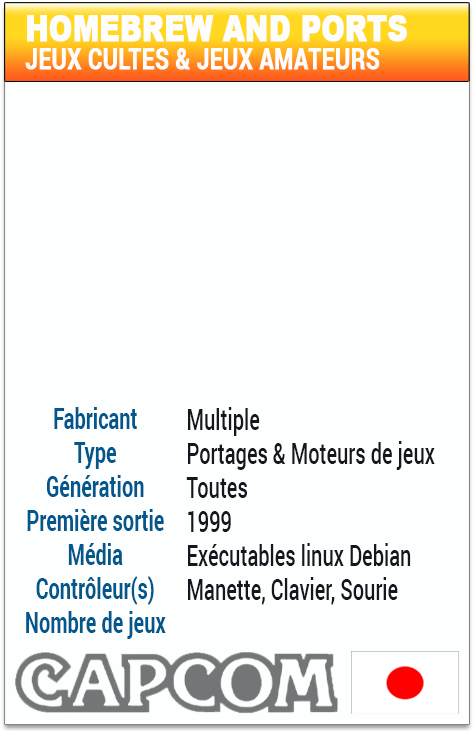 HOMEBREW AND PORTS
JEUX CULTES & JEUX AMATEURS
Fabricant Multiple
Type Portages & Moteurs de jeux
Génération Toutes
Première sortie 1999
Média Exécutables linux Debian
Contrôleur(s) Manette, Clavier, Sourie
Nombre de jeux
CAPCOM